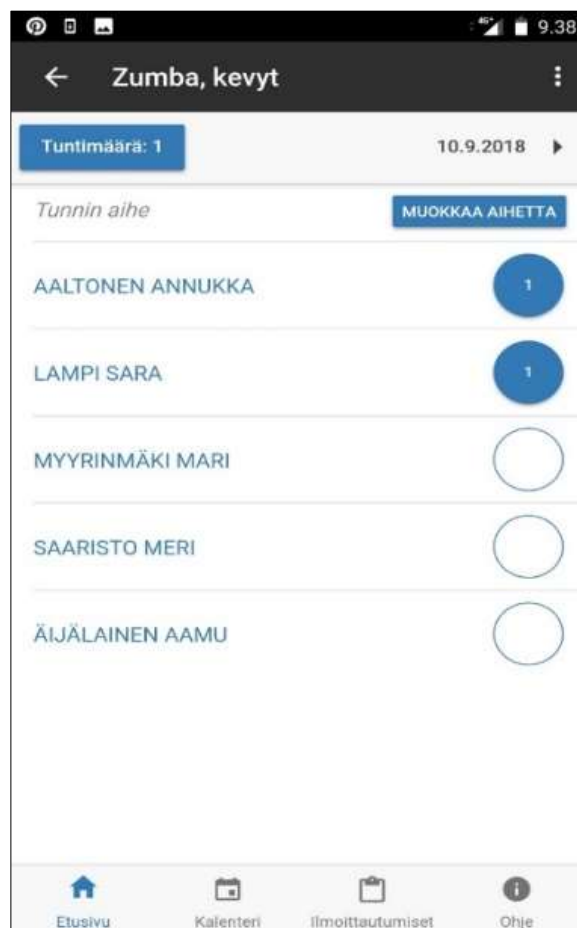 4G+ 9.38
Zumba, kevyt
Tuntimäärä: 1 10.9.2018
Tunnin aihe MUOKKAA AIHETTA
AALTONEN ANNUKKA 1
LAMPI SARA 1
MYYRINMÄKI MARI
SAARISTO MERI
ÄIJÄLAINEN AAMU
Etusivu Kalenteri Ilmoittautumiset Ohje